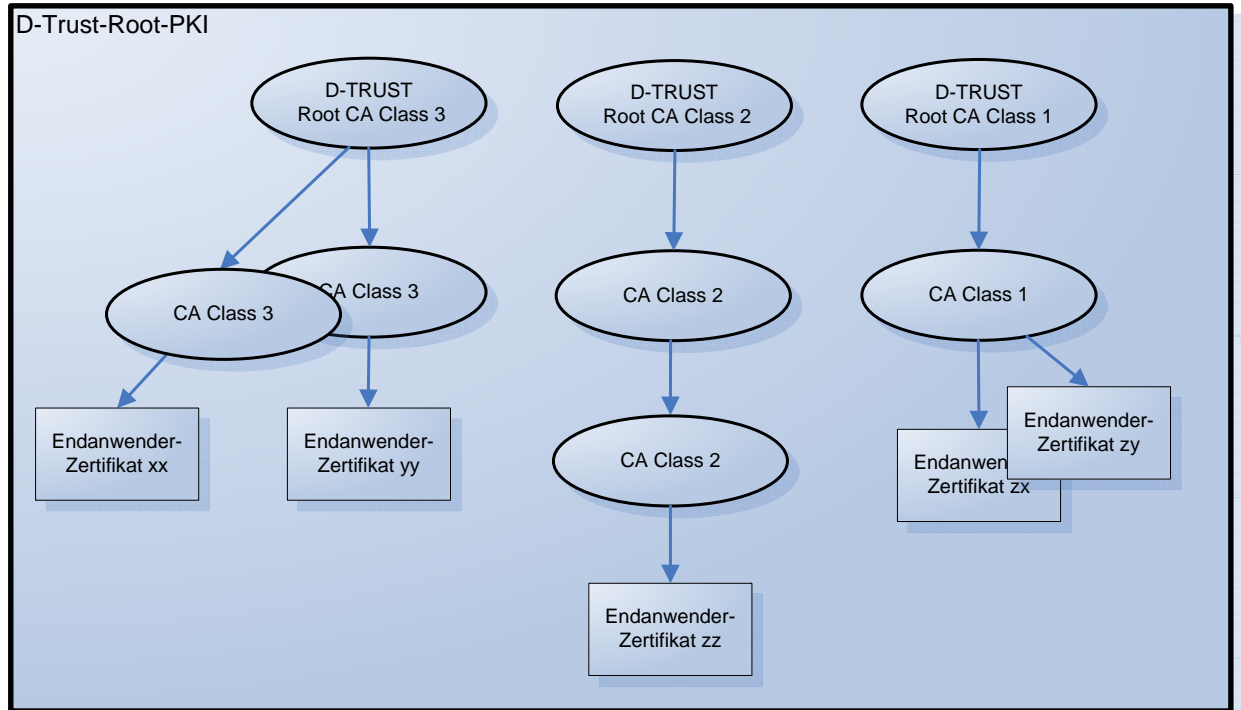 D-Trust-Root-PKI
D-TRUST
Root CA Class 3
D-TRUST
Root CA Class 2
D-TRUST
Root CA Class 1
CA Class 3
CA Class 3
CA Class 2
CA Class 1
Endanwender-
Zertifikat xx
Endanwender-
Zertifikat yy
CA Class 2
Endanwender-
Zertifikat zy
Zertifikat zx
Endanwender-
Zertifikat zz